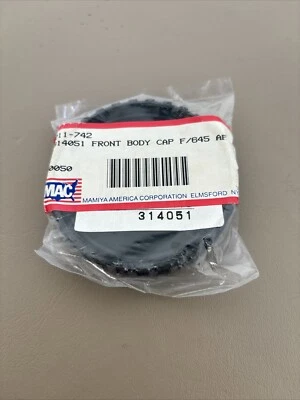 11-742
314051 FRONT BODY CAP F/645 AF
0050
MAC
MAMIYA AMERICA CORPORATION ELMSFORD N
314051